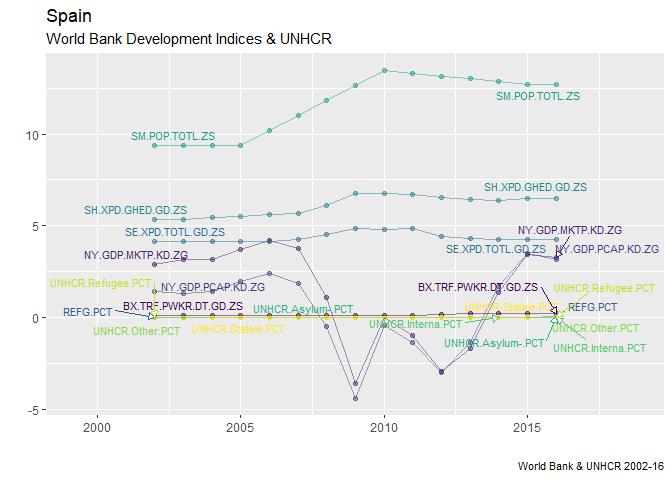 Spain
World Bank Development Indices & UNHCR
SM.POP.TOTL.ZS
10
SM.POP.TOTL.ZS
SH.XPD.GHED.GD.ZS
SH.XPD.GHED.GD.ZS
5
SE.XPD.TOTL.GD.ZS
NY.GDP.MKTP.KD.ZG
SE.XPD.TOTL.GD.ZS
NY.GDP.PCAP.KD.ZG
NY.GDP.MKTP.KD.ZG
UNHCR.Refugee.PCT
NY.GDP.PCAP.KD.ZG
BX.TRF.PWKR.DT.GD.ZS
UNHCR.Refugee.PCT
REFG.PCT
BX.TRF.PWKR.DT.GD.ZS
UNHCR.Asylum-.PCT
UNHCR.Statele.PCT
REFG.PCT
0
UNHCR.Other.PCT
UNHCR.Statele.PCT
UNHCR.Interna.PCT
UNHCR.Other.PCT
UNHCR.Asylum-.PCT
UNHCR.Interna.PCT
-5
2000
2005
2010
2015
World Bank & UNHCR 2002-16